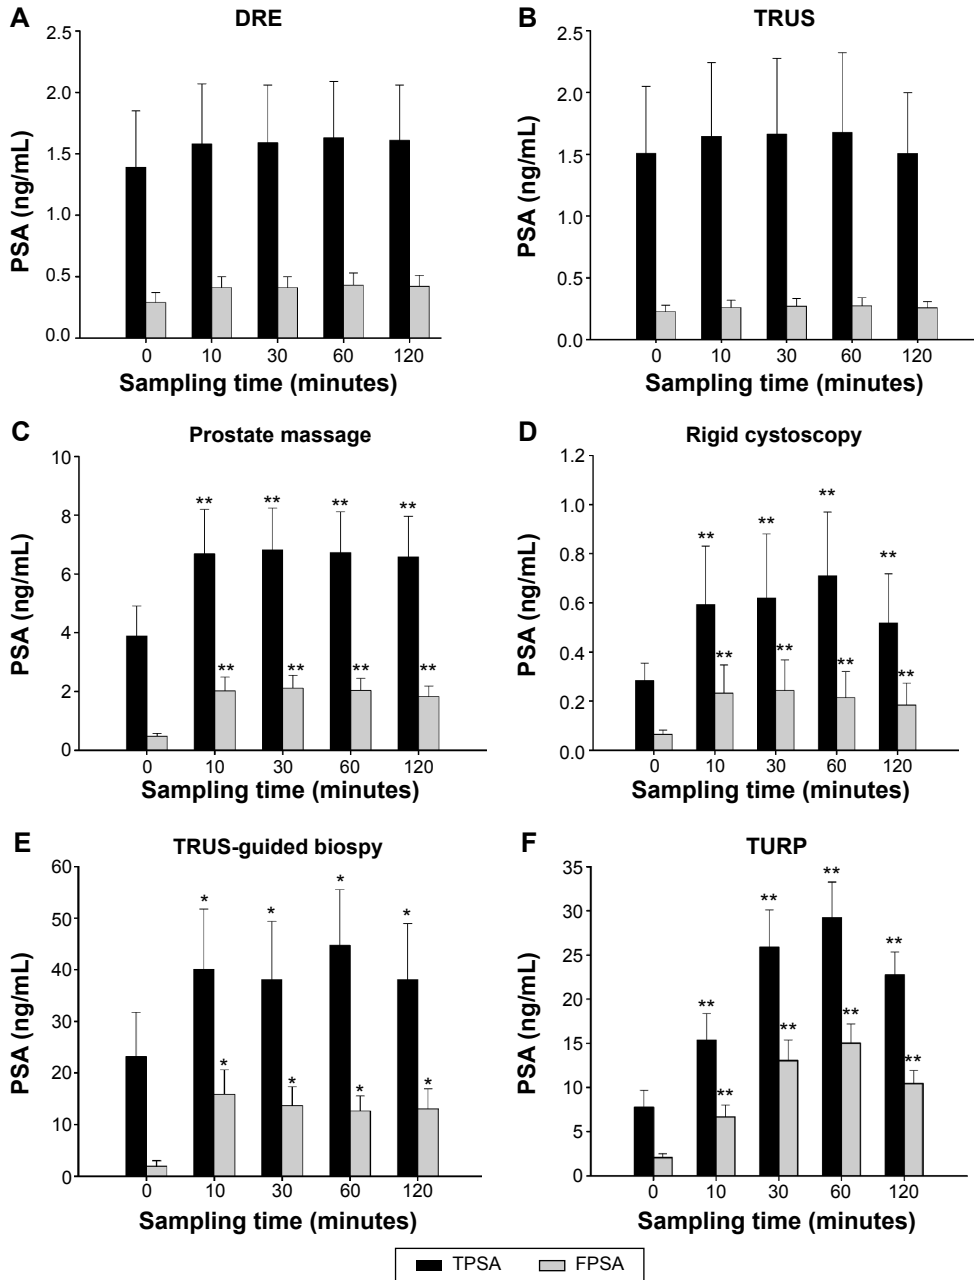 A
DRE
2.5
2.0
1.5
1.0
0.5
0.0
PSA (ng/mL)
0 10 30 60 120
Sampling time (minutes)
B
TRUS
2.5
2.0
1.5
1.0
0.5
0.0
PSA (ng/mL)
0 10 30 60 120
Sampling time (minutes)
C
Prostate massage
10
8
6
4
2
0
PSA (ng/mL)
** ** ** **
** ** ** **
0 10 30 60 120
Sampling time (minutes)
D
Rigid cystoscopy
1.2
1.0
0.8
0.6
0.4
0.2
0.0
PSA (ng/mL)
** ** ** **
** ** ** **
0 10 30 60 120
Sampling time (minutes)
E
TRUS-guided biospy
60
50
40
30
20
10
0
PSA (ng/mL)
* * * *
* * * *
0 10 30 60 120
Sampling time (minutes)
F
TURP
35
30
25
20
15
10
5
0
PSA (ng/mL)
** ** ** **
** ** ** **
0 10 30 60 120
Sampling time (minutes)
TPSA FPSA